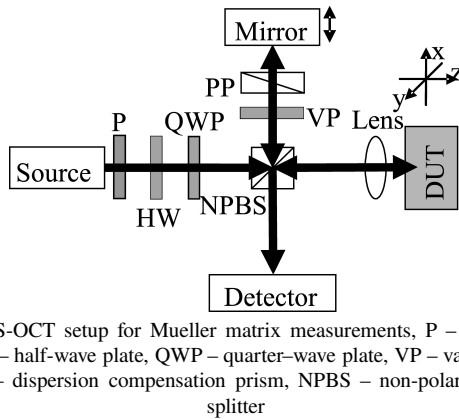 Mirror
x
z
y
PP
P
QWP
VP
Lens
Source
DUT
HW
NPBS
Detector
S-OCT setup for Mueller matrix measurements, P –
– half-wave plate, QWP – quarter–wave plate, VP – va
– dispersion compensation prism, NPBS – non-polar
splitter